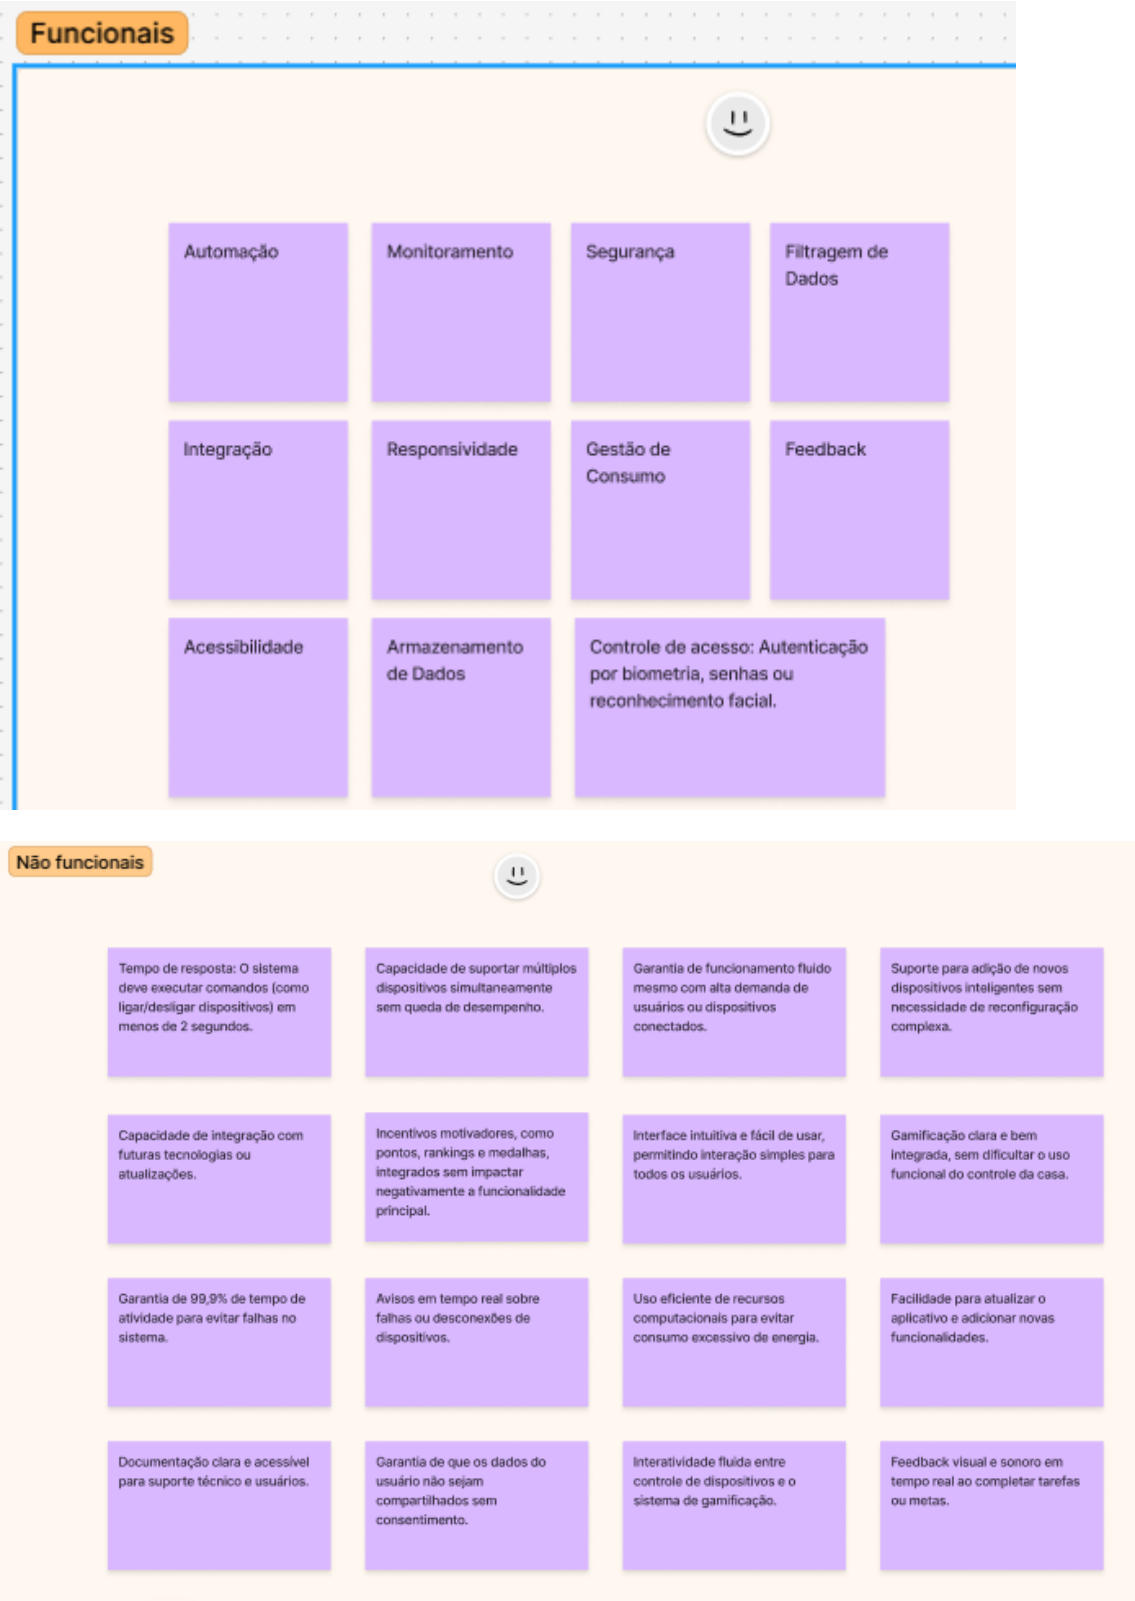 Funcionais
Automação
Monitoramento
Segurança
Filtragem de
Dados
Integração
Responsividade
Gestão de
Consumo
Feedback
Acessibilidade
Armazenamento
de Dados
Controle de acesso: Autenticação
por biometria, senhas ou
reconhecimento facial.
Não funcionais
Tempo de resposta: O sistema
deve executar comandos (como
ligar/desligar dispositivos) em
menos de 2 segundos.
Capacidade de suportar múltiplos
dispositivos simultaneamente
sem queda de desempenho.
Garantia de funcionamento fluido
mesmo com alta demanda de
usuários ou dispositivos
conectados.
Suporte para adição de novos
dispositivos inteligentes sem
necessidade de reconfiguração
complexa.
Capacidade de integração com
futuras tecnologias ou
atualizações.
Incentivos motivadores, como
pontos, rankings e medalhas,
integrados sem impactar
negativamente a funcionalidade
principal.
Interface intuitiva e fácil de usar,
permitindo interação simples para
todos os usuários.
Gamificação clara e bem
integrada, sem dificultar o uso
funcional do controle da casa.
Garantia de 99,9% de tempo de
atividade para evitar falhas no
sistema.
Avisos em tempo real sobre
falhas ou desconexões de
dispositivos.
Uso eficiente de recursos
computacionais para evitar
consumo excessivo de energia.
Facilidade para atualizar o
aplicativo e adicionar novas
funcionalidades.
Documentação clara e acessível
para suporte técnico e usuários.
Garantia de que os dados do
usuário não sejam
compartilhados sem
consentimento.
Interatividade fluida entre
controle de dispositivos e o
sistema de gamificação.
Feedback visual e sonoro em
tempo real ao completar tarefas
ou metas.